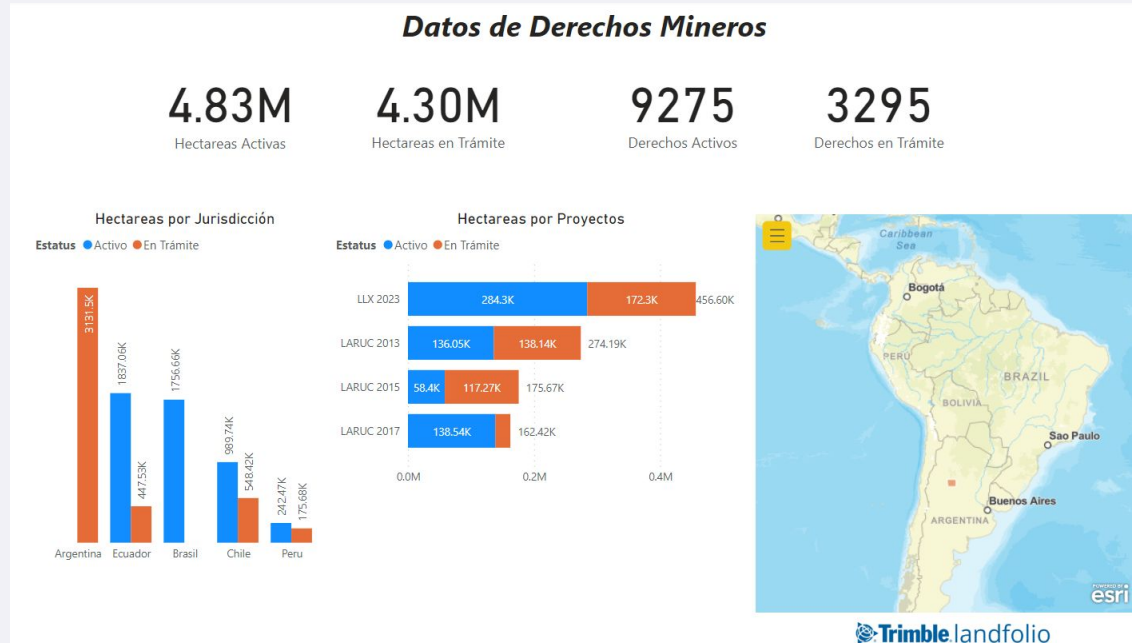 Datos de Derechos Mineros
4.83M
Hectareas Activas
4.30M
Hectareas en Trámite
9275
Derechos Activos
3295
Derechos en Trámite
Hectareas por Jurisdicción
Estatus Activo En Trámite
3131.5K
1837.06K
447.53K
1756.66K
989.74K
548.42K
242.47K
175.68K
Argentina Ecuador Brasil Chile Peru
Hectareas por Proyectos
Estatus Activo En Trámite
LLX 2023 284.3K 172.3K 456.60K
LARUC 2013 136.05K 138.14K 274.19K
LARUC 2015 58.4K 117.27K 175.67K
LARUC 2017 138.54K 162.42K
0.0M 0.2M 0.4M
Caribbean
Sea
Bogotá
PERU
BRAZIL
BOLIVIA
Sao Paulo
Buenos Aires
ARGENTINA
POWERED BY
esri
Trimble landfolio